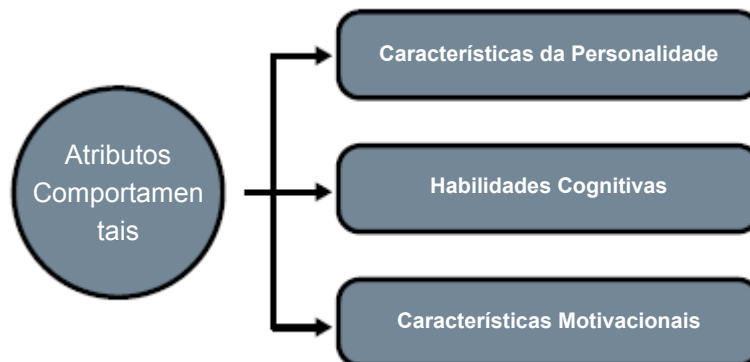 Características da Personalidade
Atributos
Comportamen
tais
Habilidades Cognitivas
Características Motivacionais